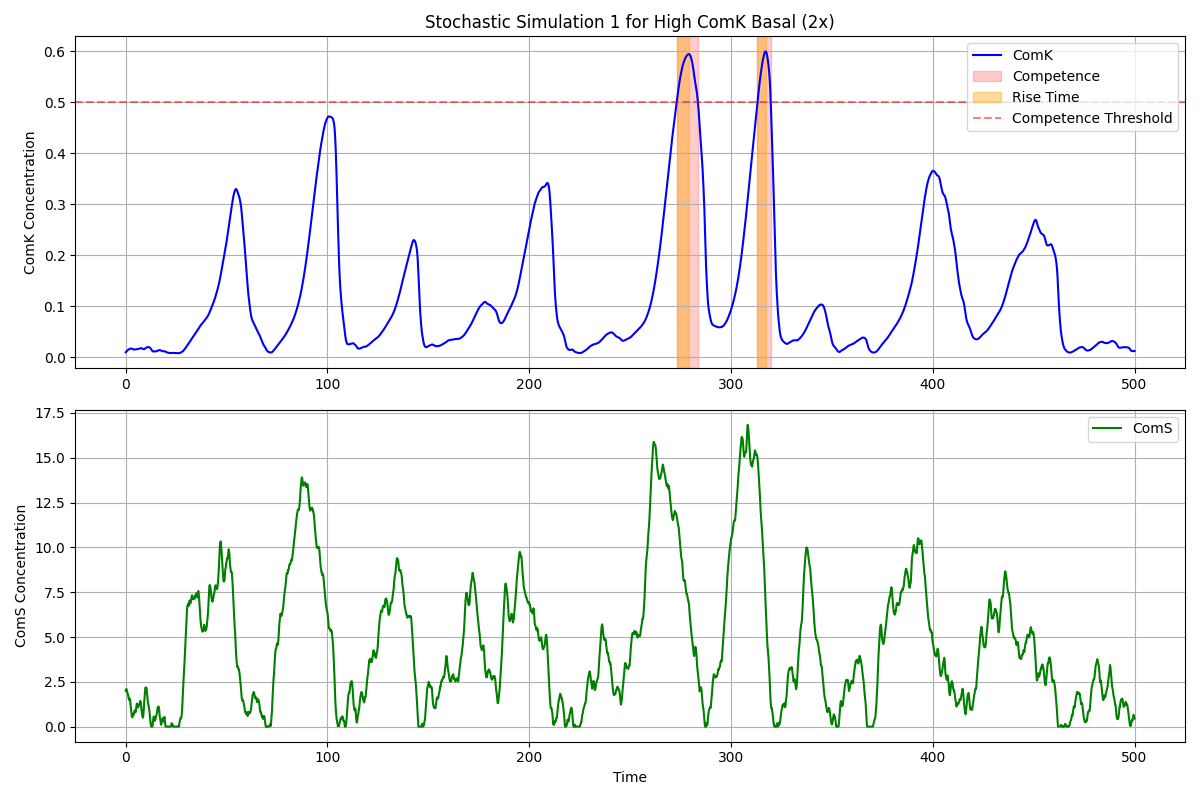 Stochastic Simulation 1 for High ComK Basal (2x)
ComK Concentration
0.6
0.5
0.4
0.3
0.2
0.1
0.0
ComK
Competence
Rise Time
Competence Threshold
0 100 200 300 400 500
ComS Concentration
17.5
15.0
12.5
10.0
7.5
5.0
2.5
0.0
ComS
0 100 200 300 400 500
Time